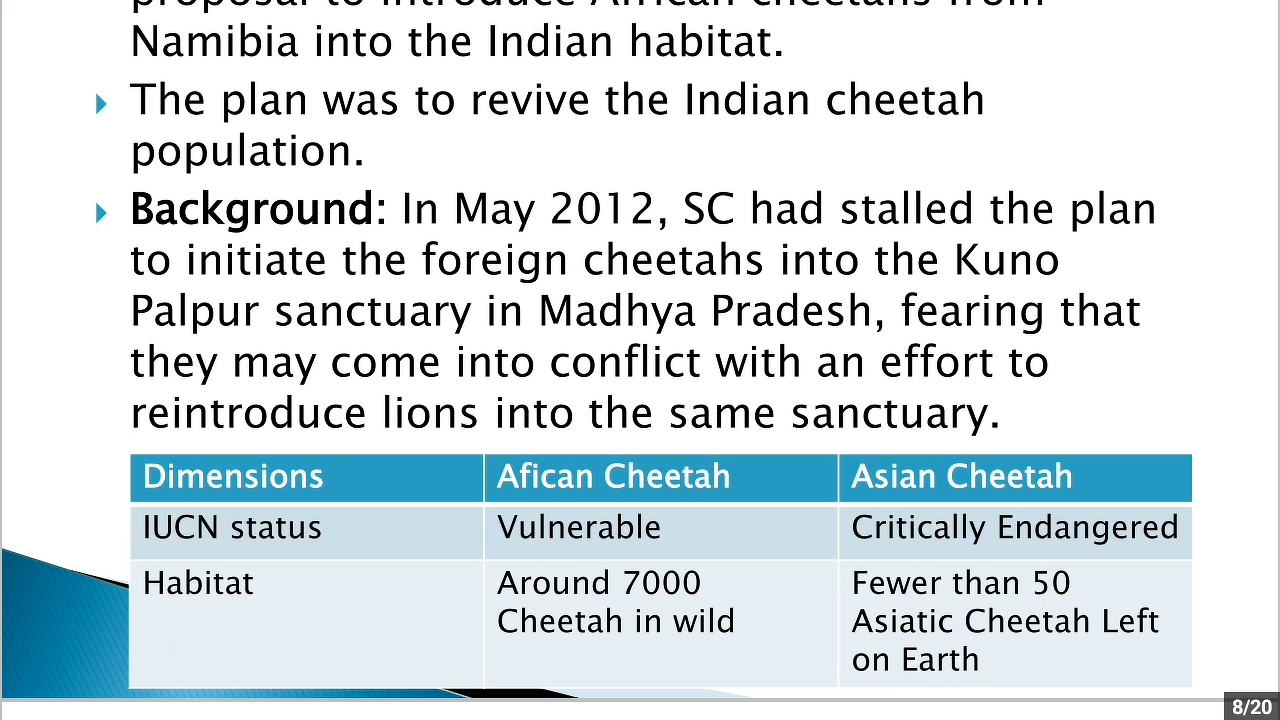 proposal to introduce African cheetahs from
Namibia into the Indian habitat.
The plan was to revive the Indian cheetah
population.
Background: In May 2012, SC had stalled the plan
to initiate the foreign cheetahs into the Kuno
Palpur sanctuary in Madhya Pradesh, fearing that
they may come into conflict with an effort to
reintroduce lions into the same sanctuary.
Dimensions Afican Cheetah Asian Cheetah
IUCN status Vulnerable Critically Endangered
Habitat Around 7000 Fewer than 50
Cheetah in wild Asiatic Cheetah Left
on Earth
8/20